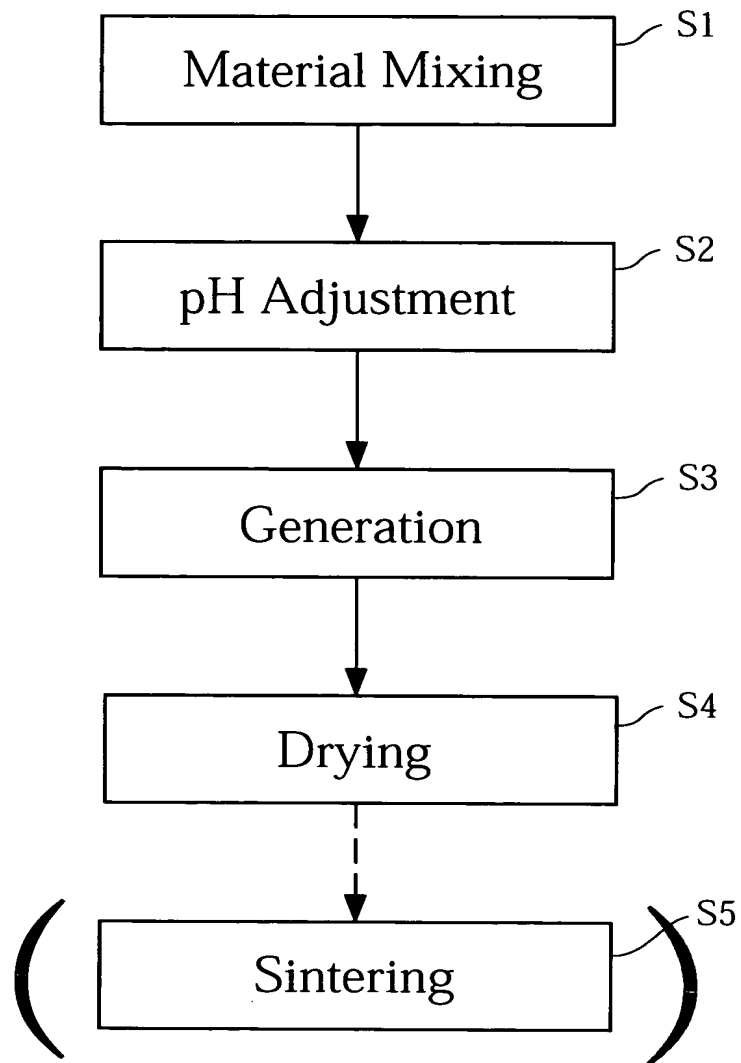 S1
Material Mixing
S2
pH Adjustment
S3
Generation
S4
Drying
S5
( Sintering )